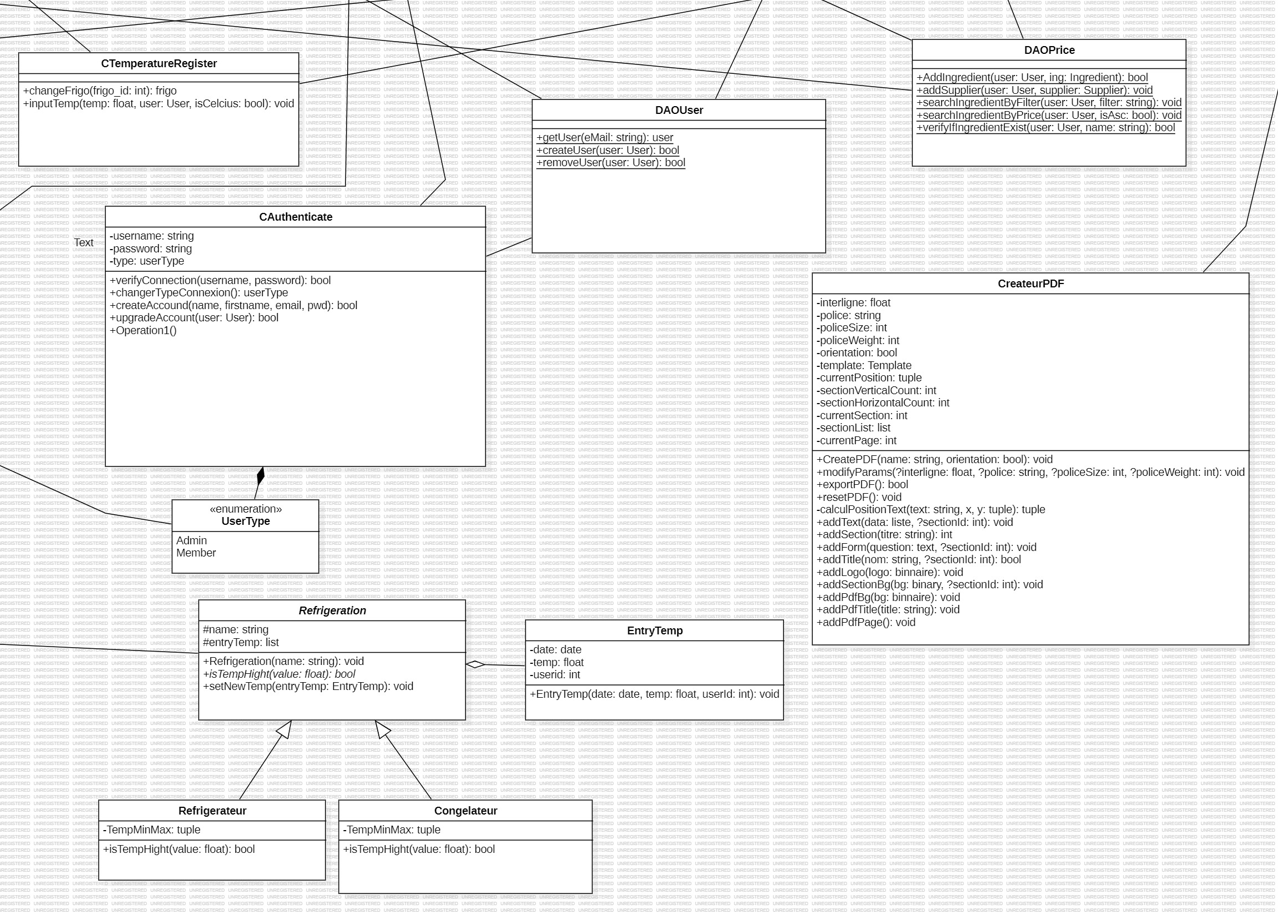 CTemperatureRegister
+changeFrigo(frigo_id: int): frigo
+inputTemp(temp: float, user: User, isCelcius: bool): void
DAOUser
+getUser(eMail: string): user
+createUser(user: User): bool
+removeUser(user: User): bool
DAOPrice
+AddIngredient(user: User, ing: Ingredient): bool
+addSupplier(user: User, supplier: Supplier): void
+searchIngredientByFilter(user: User, filter: string): void
+searchIngredientByPrice(user: User, isAsc: bool): void
+verifyIfIngredientExist(user: User, name: string): bool
Text
CAuthenticate
-username: string
-password: string
-type: userType
+verifyConnection(username, password): bool
+changerTypeConnexion(): userType
+createAccound(name, firstname, email, pwd): bool
+upgradeAccount(user: User): bool
+Operation1()
CreateurPDF
-interligne: float
-police: string
-policeSize: int
-policeWeight: int
-orientation: bool
-template: Template
-currentPosition: tuple
-sectionVerticalCount: int
-sectionHorizontalCount: int
-currentSection: int
-sectionList: list
-currentPage: int
+CreatePDF(name: string, orientation: bool): void
+modifyParams(?interligne: float, ?police: string, ?policeSize: int, ?policeWeight: int): void
+exportPDF(): bool
+resetPDF(): void
-calculPositionText(text: string, x, y: tuple): tuple
+addText(data: liste, ?sectionId: int): void
+addSection(titre: string): int
+addForm(question: text, ?sectionId: int): void
+addTitle(nom: string, ?sectionId: int): bool
+addLogo(logo: binnaire): void
+addSectionBg(bg: binary, ?sectionId: int): void
+addPdfBg(bg: binnaire): void
+addPdfTitle(title: string): void
+addPdfPage(): void
«enumeration»
UserType
Admin
Member
Refrigeration
#name: string
#entryTemp: list
+Refrigeration(name: string): void
+isTempHight(value: float): bool
+setNewTemp(entryTemp: EntryTemp): void
EntryTemp
-date: date
-temp: float
-userid: int
+EntryTemp(date: date, temp: float, userId: int): void
Refrigerateur
-TempMinMax: tuple
+isTempHight(value: float): bool
Congelateur
-TempMinMax: tuple
+isTempHight(value: float): bool
UNREGISTERED